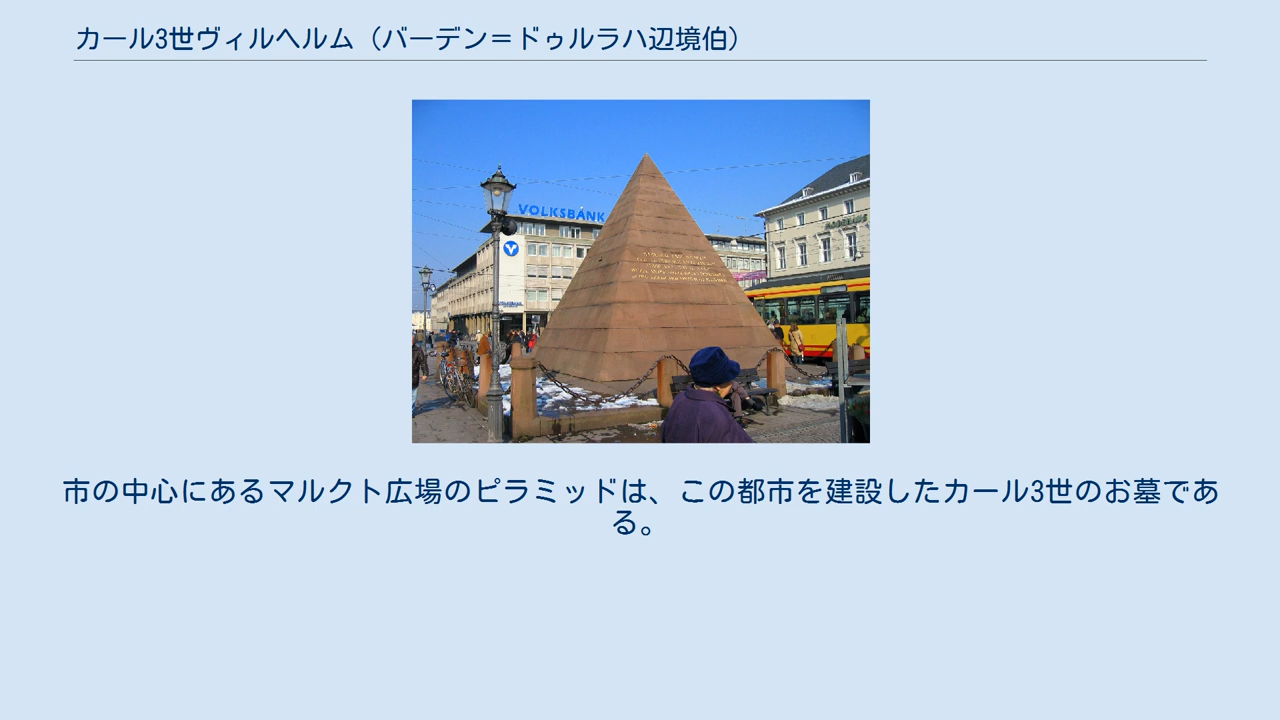 カール3世ヴィルヘルム（バーデン＝ドゥルラハ辺境伯）
VOLKSBANK
市の中心にあるマルクト広場のピラミッドは、この都市を建設したカール3世のお墓であ
る。